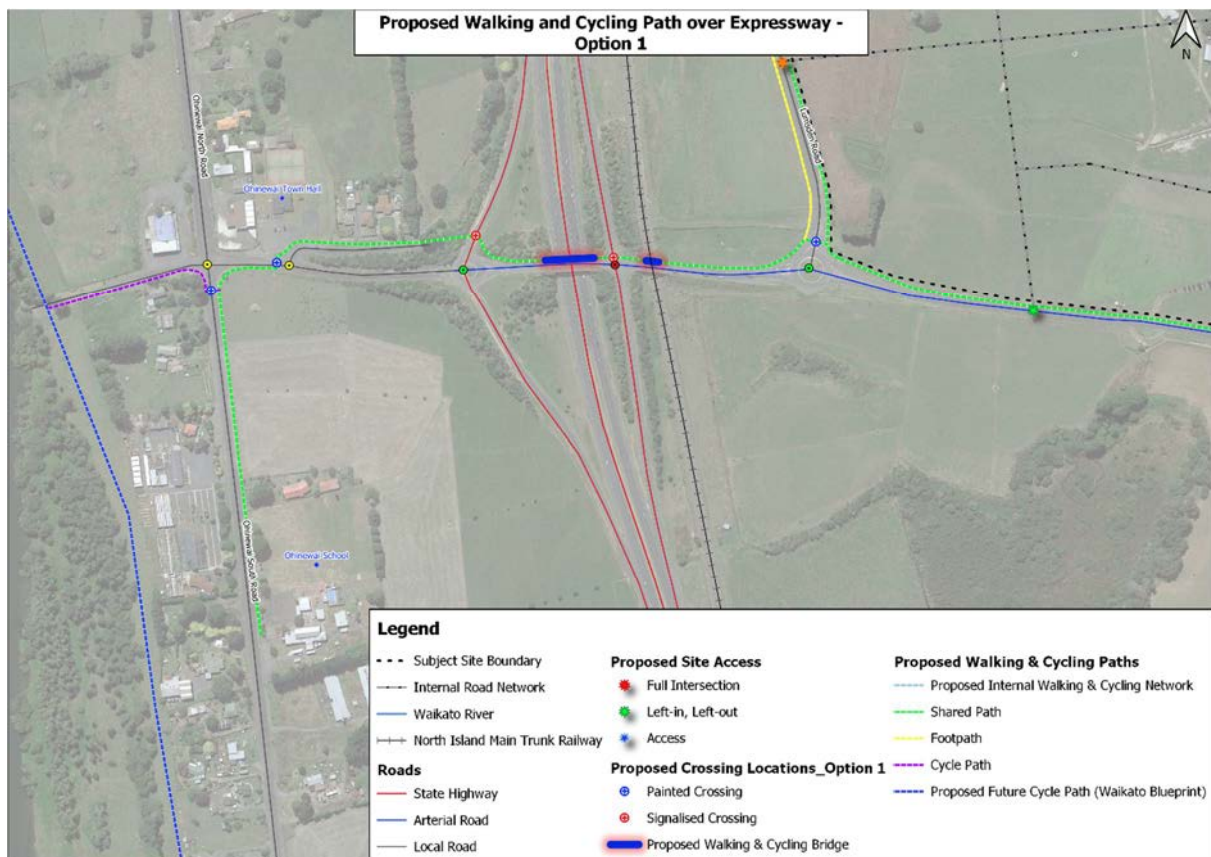 Proposed Walking and Cycling Path over Expressway -
Option 1
N
Ohinewai North Road
Ohinewai Town Hall
Lumsden Road
Ohinewai South Road
Ohinewai School
Legend
Subject Site Boundary
Internal Road Network
Waikato River
North Island Main Trunk Railway
Roads
State Highway
Arterial Road
Local Road
Proposed Site Access
Full Intersection
Left-in, Left-out
Access
Proposed Crossing Locations_Option 1
Painted Crossing
Signalised Crossing
Proposed Walking & Cycling Bridge
Proposed Walking & Cycling Paths
Proposed Internal Walking & Cycling Network
Shared Path
Footpath
Cycle Path
Proposed Future Cycle Path (Waikato Blueprint)